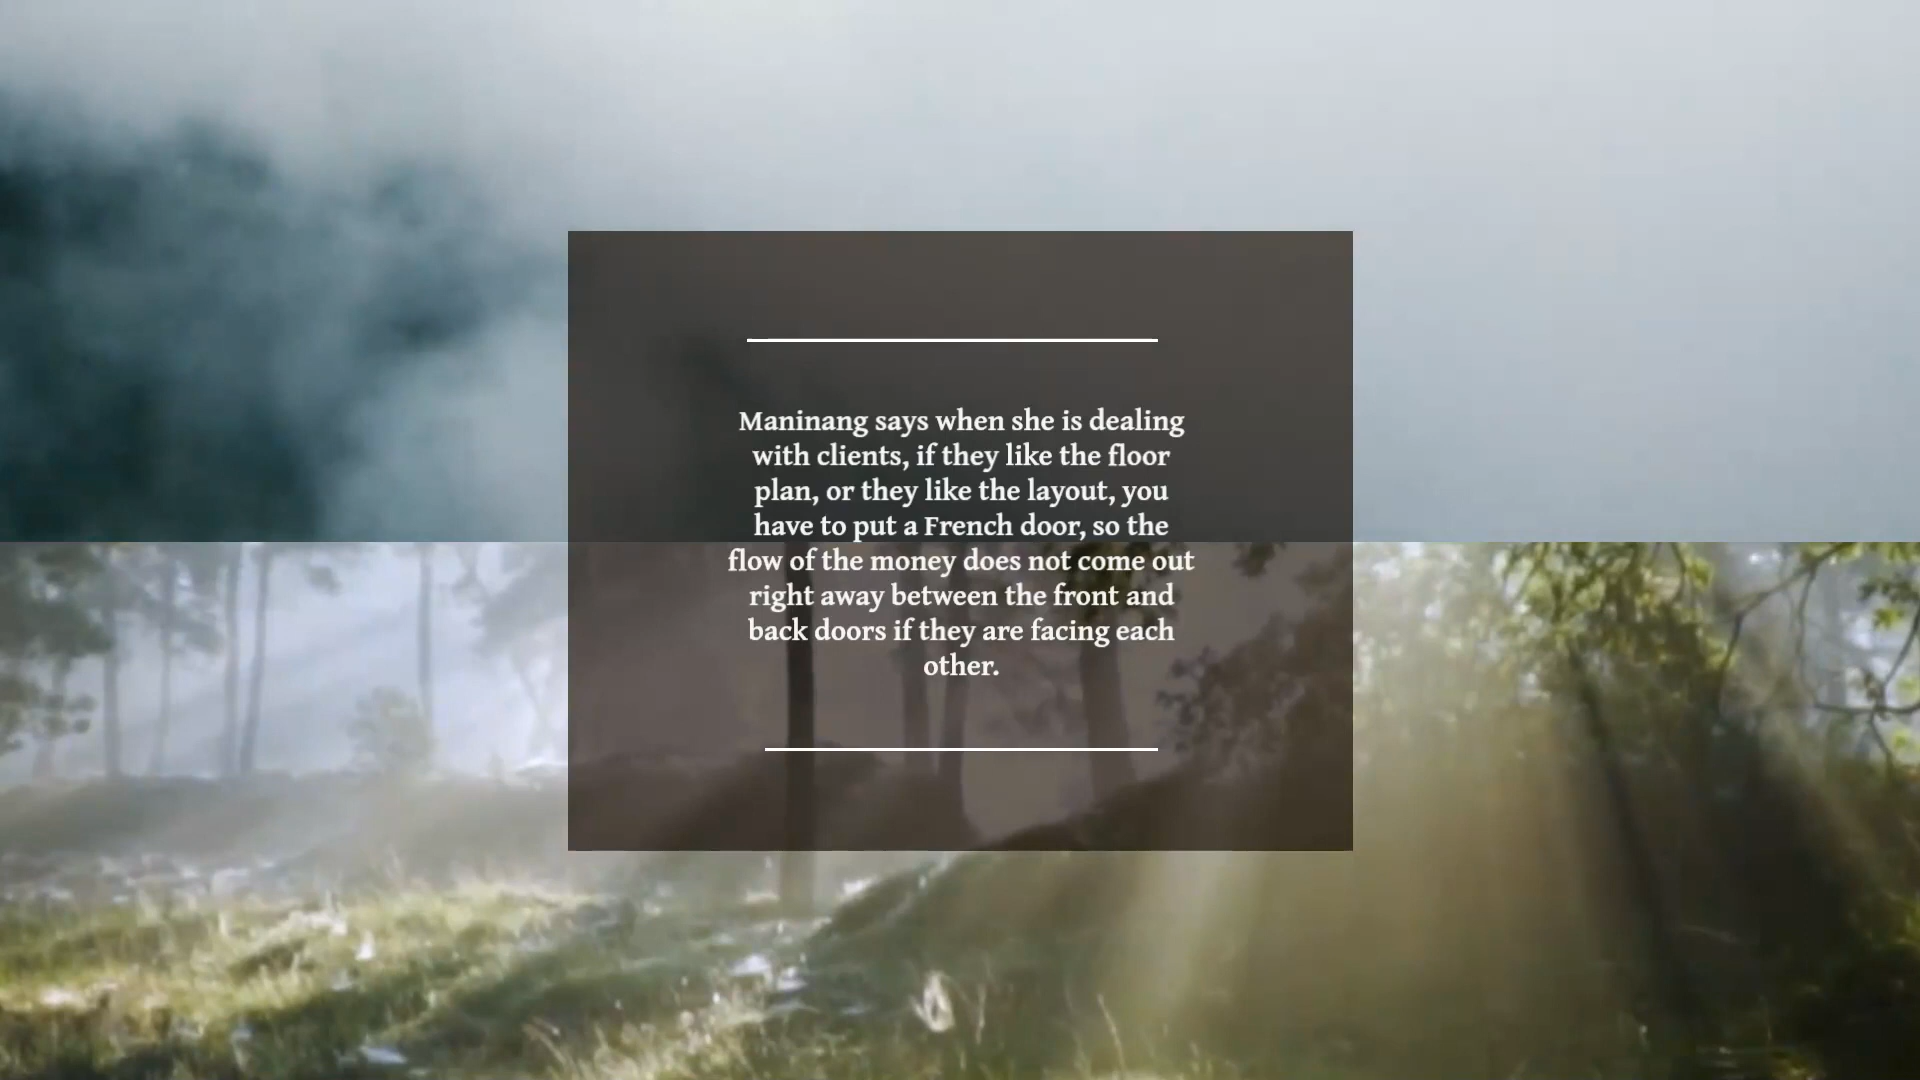 Maninang says when she is dealing
with clients, if they like the floor
plan, or they like the layout, you
have to put a French door, so the
flow of the money does not come out
right away between the front and
back doors if they are facing each
other.